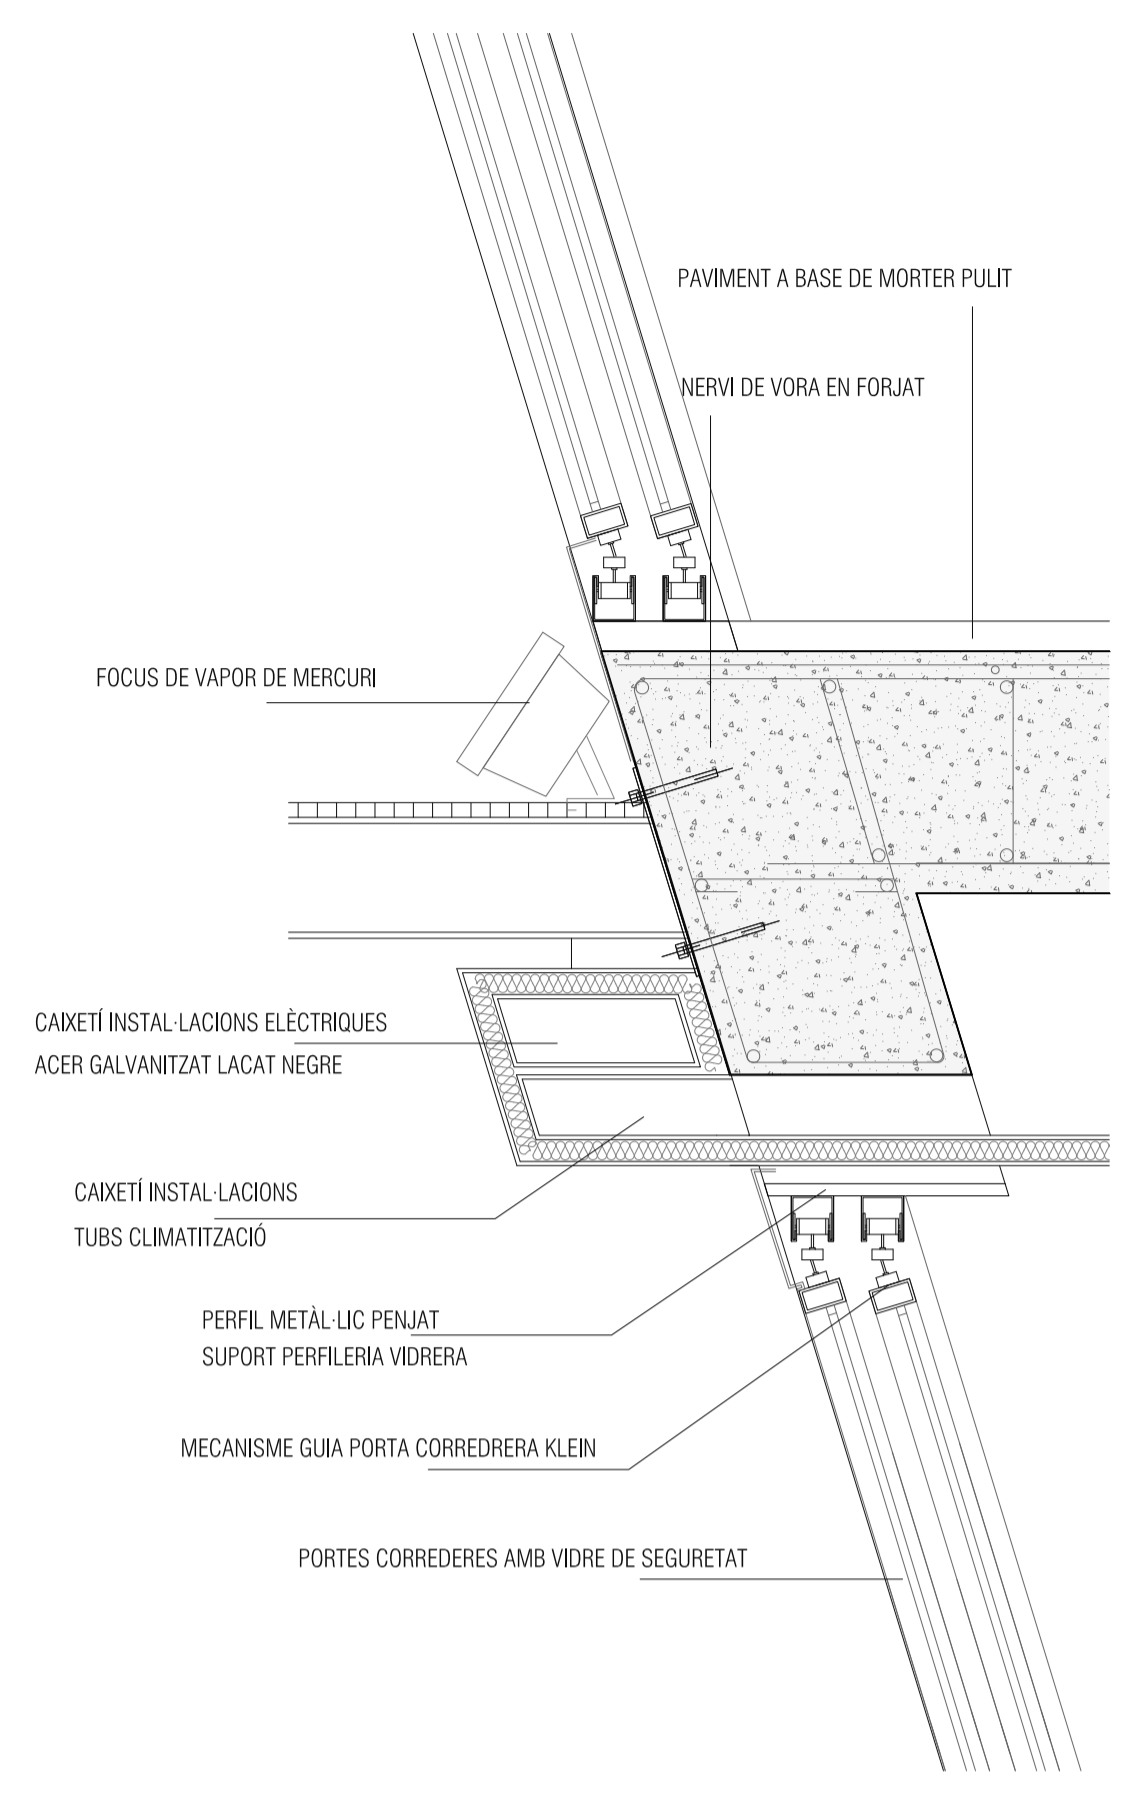 PAVIMENT A BASE DE MORTER PULIT
NERVI DE VORA EN FORJAT
FOCUS DE VAPOR DE MERCURI
CAIXETÍ INSTAL·LACIONS ELÈCTRIQUES
ACER GALVANITZAT LACAT NEGRE
CAIXETÍ INSTAL·LACIONS
TUBS CLIMATITZACIÓ
PERFIL METÀL·LIC PENJAT
SUPORT PERFILERIA VIDRERA
MECANISME GUIA PORTA CORREDRERA KLEIN
PORTES CORREDERES AMB VIDRE DE SEGURETAT